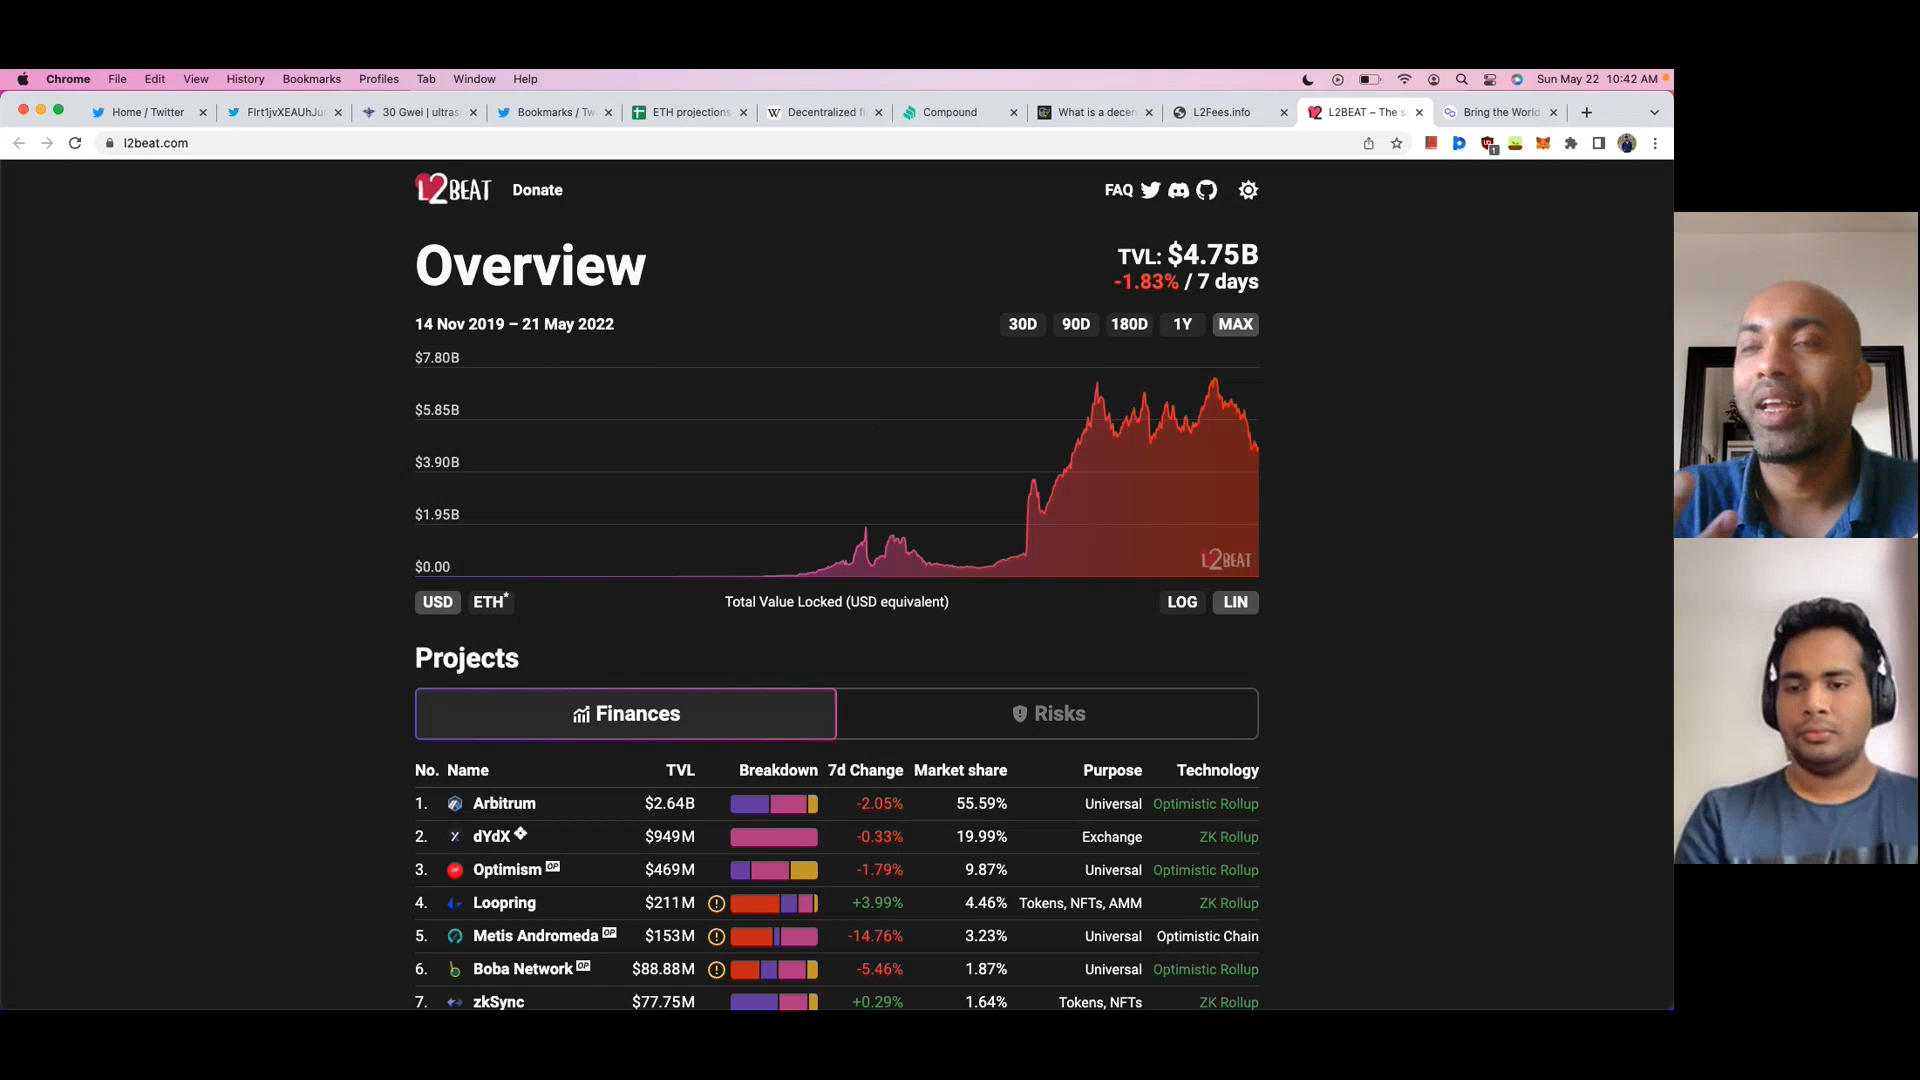 Chrome File Edit View History Bookmarks Profiles Tab Window Help Sun May 22 10:42 AM
Home / Twitter FIrt1jvXEAUhJu 30 Gwei | ultras Bookmarks / Tw ETH projections Decentralized fi Compound What is a decen L2Fees.info L2BEAT – The s Bring the World
l2beat.com 1
L2BEAT Donate FAQ
Overview
TVL: $4.75B
-1.83% / 7 days
14 Nov 2019 – 21 May 2022 30D 90D 180D 1Y MAX
$7.80B
$5.85B
$3.90B
$1.95B
L2BEAT
$0.00
USD ETH* Total Value Locked (USD equivalent) LOG LIN
Projects
Finances Risks
No. Name TVL Breakdown 7d Change Market share Purpose Technology
1. Arbitrum $2.64B -2.05% 55.59% Universal Optimistic Rollup
2. dYdX $949M -0.33% 19.99% Exchange ZK Rollup
3. Optimism OP $469M -1.79% 9.87% Universal Optimistic Rollup
4. Loopring $211M +3.99% 4.46% Tokens, NFTs, AMM ZK Rollup
5. Metis Andromeda OP $153M -14.76% 3.23% Universal Optimistic Chain
6. Boba Network OP $88.88M -5.46% 1.87% Universal Optimistic Rollup
7. zkSync $77.75M +0.29% 1.64% Tokens, NFTs ZK Rollup